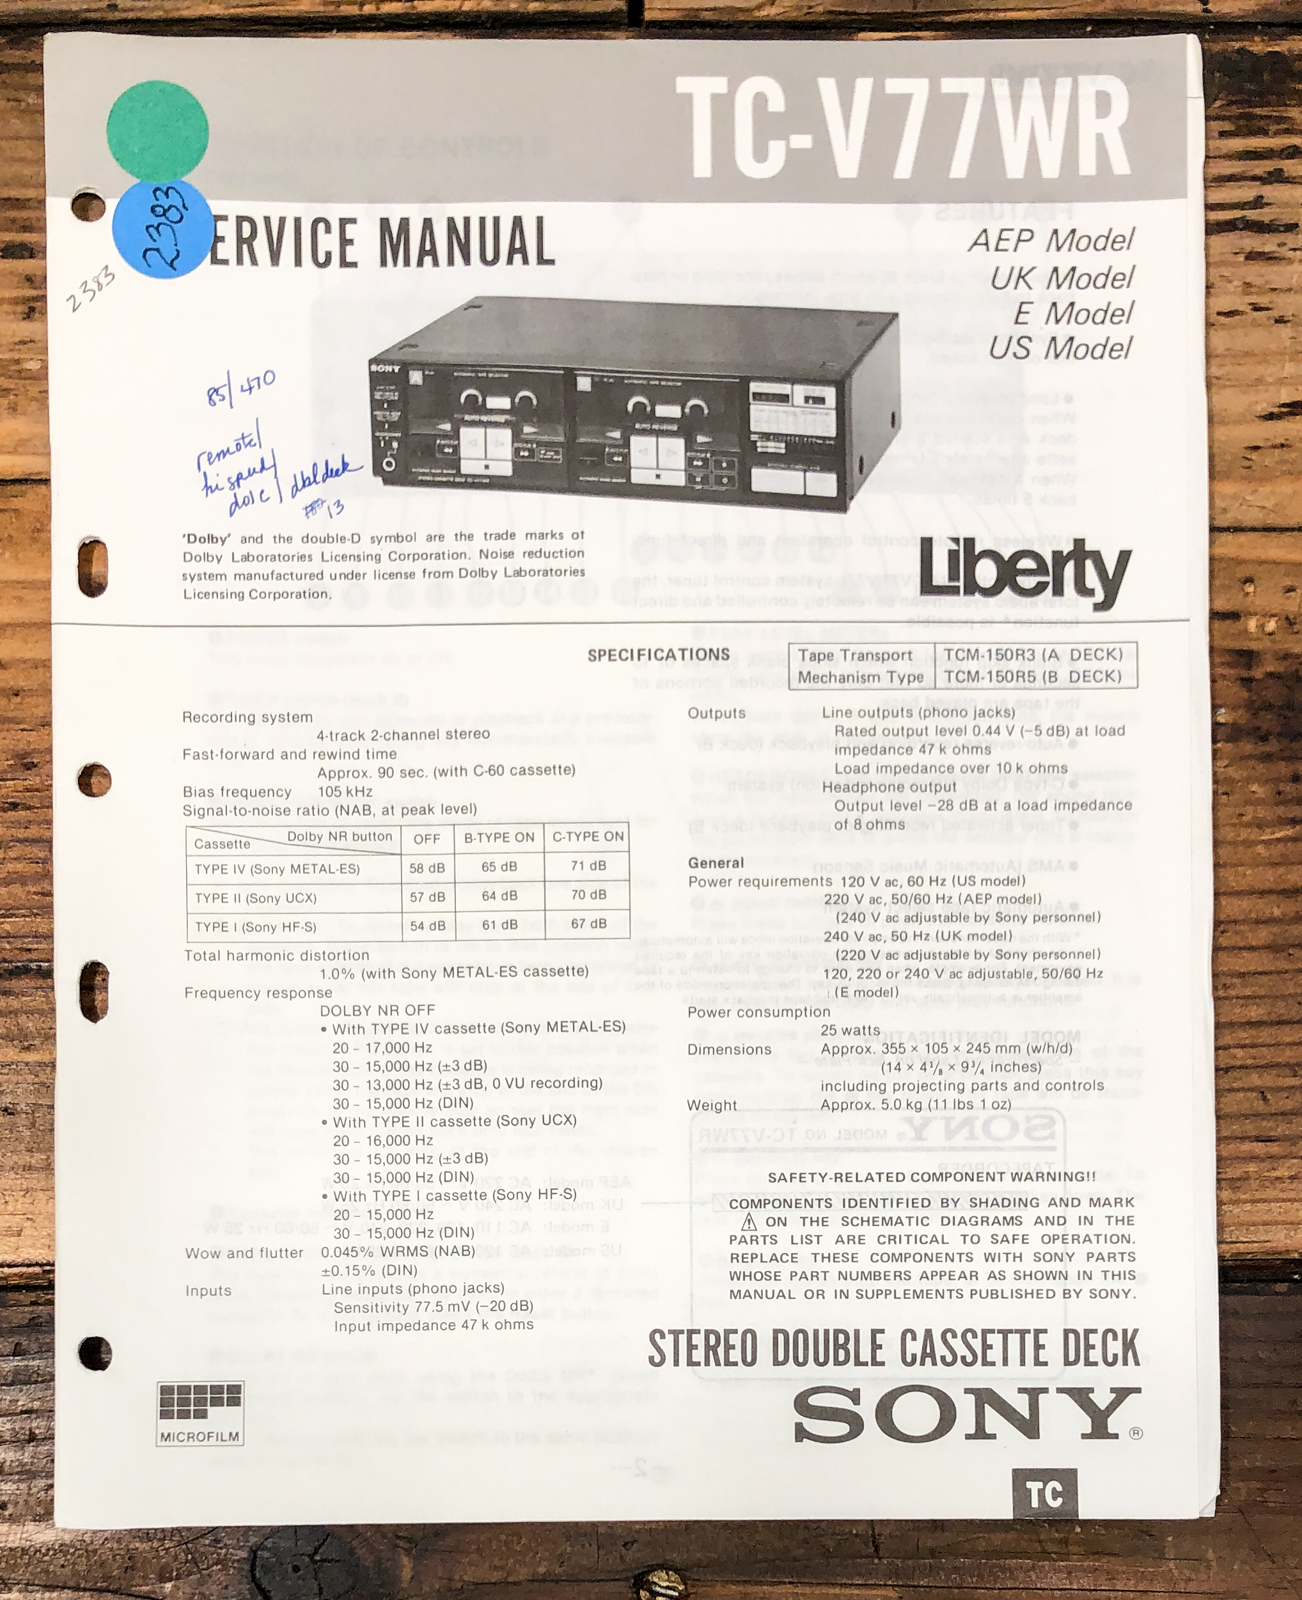 TC-V77WR
2383
ERVICE MANUAL
2383
AEP Model
UK Model
E Model
US Model
SONY
A
AUTO REVERSE
AUTO REVERSE
85/470
remote/
hi speed/
dolc / dbl deck
13
'Dolby' and the double-D symbol are the trade marks of
Dolby Laboratories Licensing Corporation. Noise reduction
system manufactured under license from Dolby Laboratories
Licensing Corporation.
Liberty
SPECIFICATIONS
Tape Transport TCM-150R3 (A DECK)
Mechanism Type TCM-150R5 (B DECK)
Recording system
4-track 2-channel stereo
Fast-forward and rewind time
Approx. 90 sec. (with C-60 cassette)
Bias frequency 105 kHz
Signal-to-noise ratio (NAB, at peak level)
Dolby NR button OFF B-TYPE ON C-TYPE ON
Cassette
TYPE IV (Sony METAL-ES) 58 dB 65 dB 71 dB
TYPE II (Sony UCX) 57 dB 64 dB 70 dB
TYPE I (Sony HF-S) 54 dB 61 dB 67 dB
Total harmonic distortion
1.0% (with Sony METAL-ES cassette)
Frequency response
DOLBY NR OFF
• With TYPE IV cassette (Sony METAL-ES)
20 – 17,000 Hz
30 – 15,000 Hz (±3 dB)
30 – 13,000 Hz (±3 dB, 0 VU recording)
30 – 15,000 Hz (DIN)
• With TYPE II cassette (Sony UCX)
20 – 16,000 Hz
30 – 15,000 Hz (±3 dB)
30 – 15,000 Hz (DIN)
• With TYPE I cassette (Sony HF-S)
20 – 15,000 Hz
30 – 15,000 Hz (DIN)
Wow and flutter 0.045% WRMS (NAB)
±0.15% (DIN)
Inputs Line inputs (phono jacks)
Sensitivity 77.5 mV (−20 dB)
Input impedance 47 k ohms
Outputs Line outputs (phono jacks)
Rated output level 0.44 V (−5 dB) at load
impedance 47 k ohms
Load impedance over 10 k ohms
Headphone output
Output level −28 dB at a load impedance
of 8 ohms
General
Power requirements 120 V ac, 60 Hz (US model)
220 V ac, 50/60 Hz (AEP model)
(240 V ac adjustable by Sony personnel)
240 V ac, 50 Hz (UK model)
(220 V ac adjustable by Sony personnel)
120, 220 or 240 V ac adjustable, 50/60 Hz
(E model)
Power consumption
25 watts
Dimensions Approx. 355 × 105 × 245 mm (w/h/d)
(14 × 4 1/8 × 9 3/4 inches)
including projecting parts and controls
Weight Approx. 5.0 kg (11 lbs 1 oz)
SAFETY-RELATED COMPONENT WARNING!!
COMPONENTS IDENTIFIED BY SHADING AND MARK
⚠ ON THE SCHEMATIC DIAGRAMS AND IN THE
PARTS LIST ARE CRITICAL TO SAFE OPERATION.
REPLACE THESE COMPONENTS WITH SONY PARTS
WHOSE PART NUMBERS APPEAR AS SHOWN IN THIS
MANUAL OR IN SUPPLEMENTS PUBLISHED BY SONY.
STEREO DOUBLE CASSETTE DECK
SONY®
MICROFILM
TC